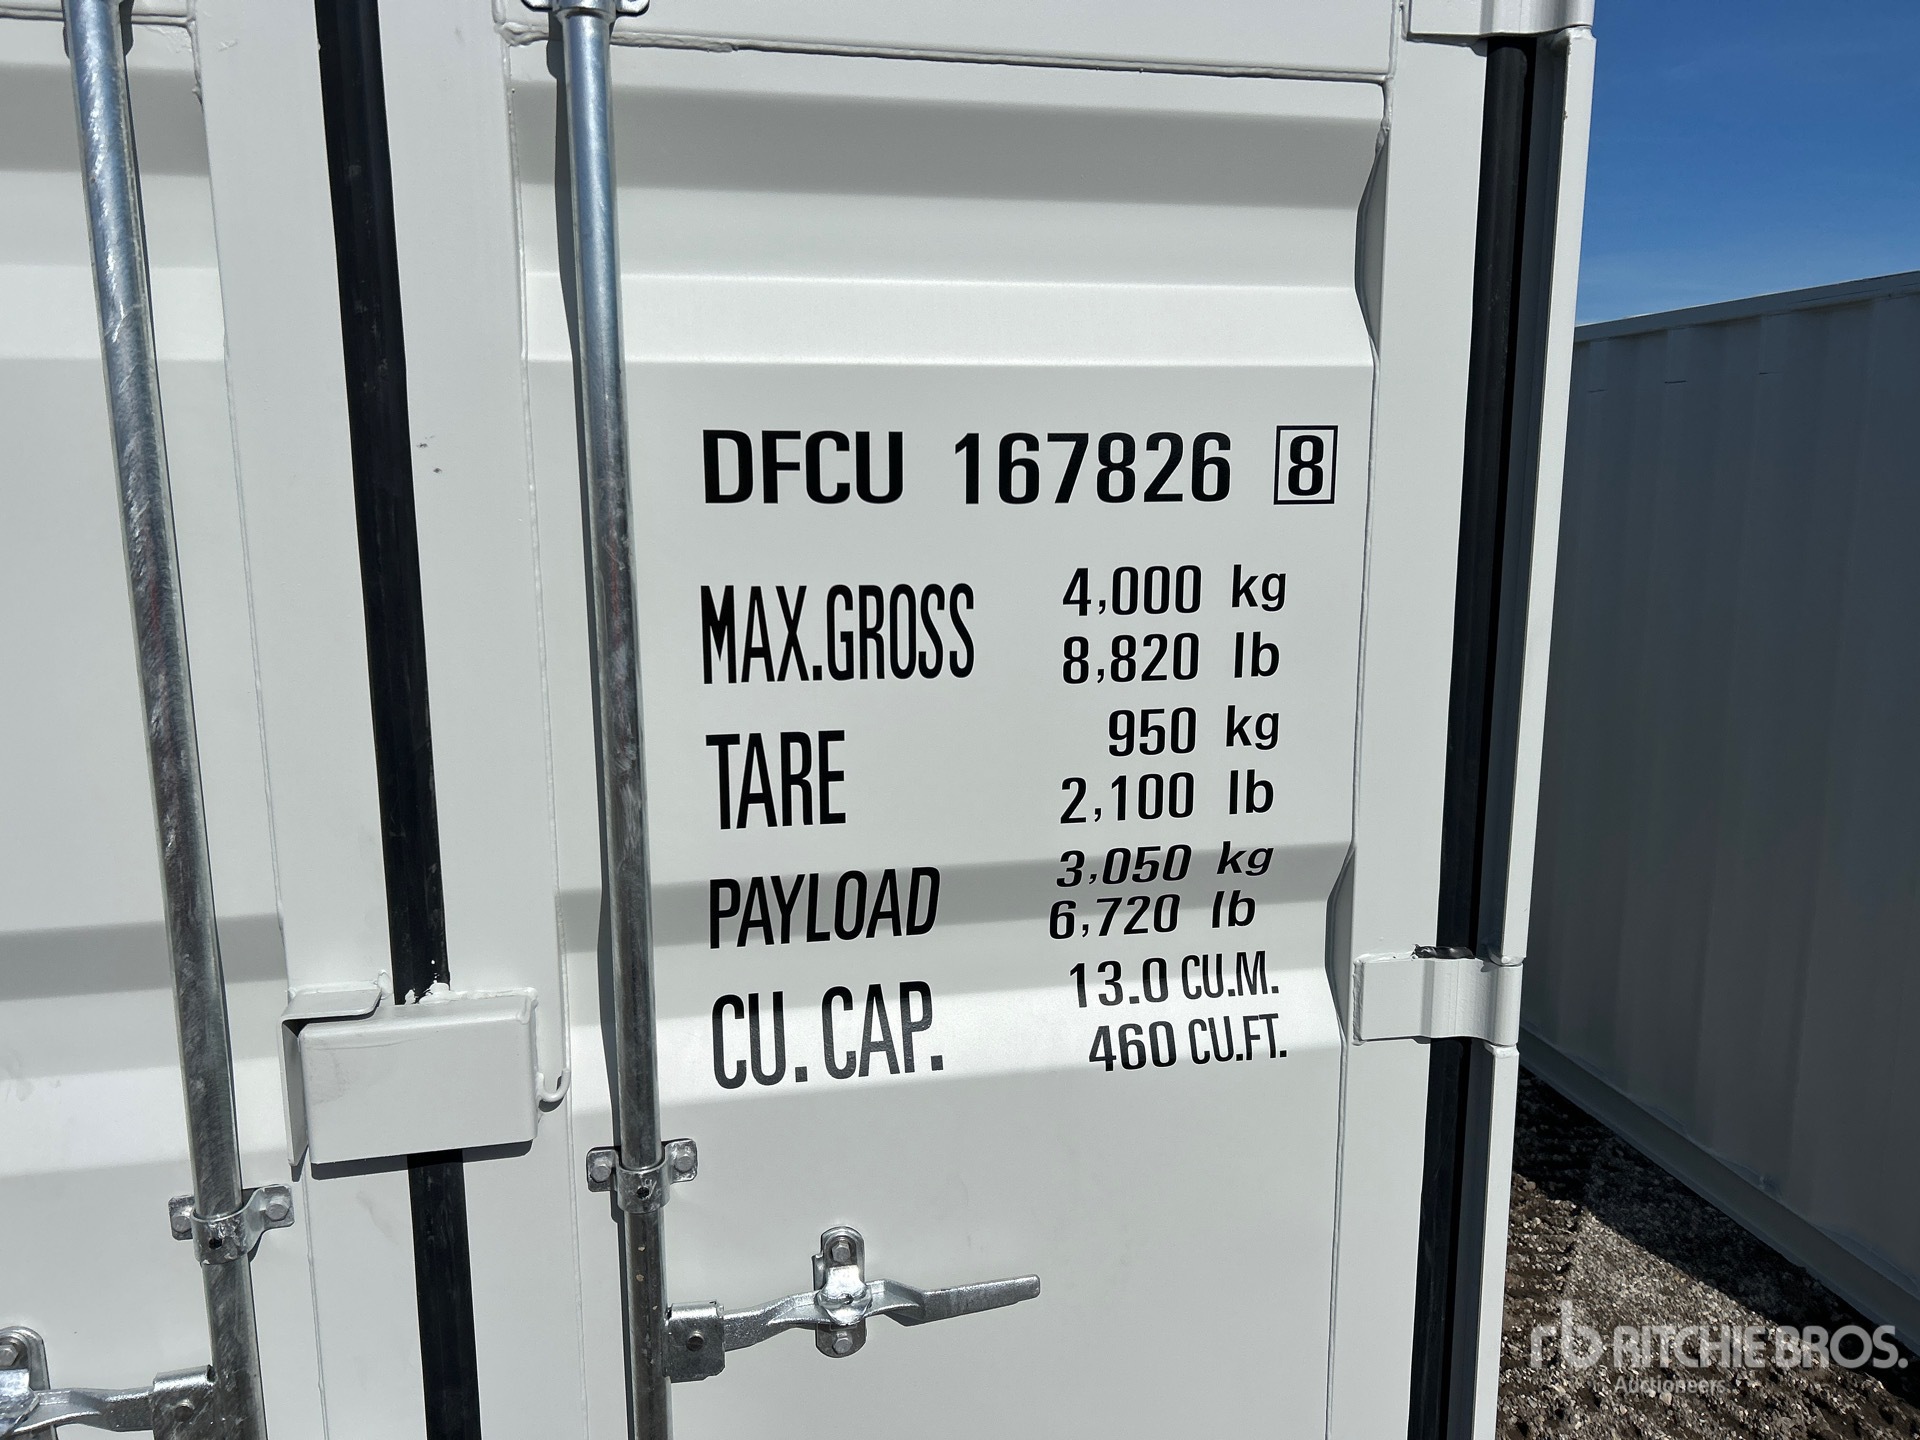 DFCU 167826 8
MAX.GROSS 4,000 kg
8,820 lb
TARE 950 kg
2,100 lb
PAYLOAD 3,050 kg
6,720 lb
CU. CAP. 13.0 CU.M.
460 CU.FT.
rb RITCHIE BROS.
Auctioneers